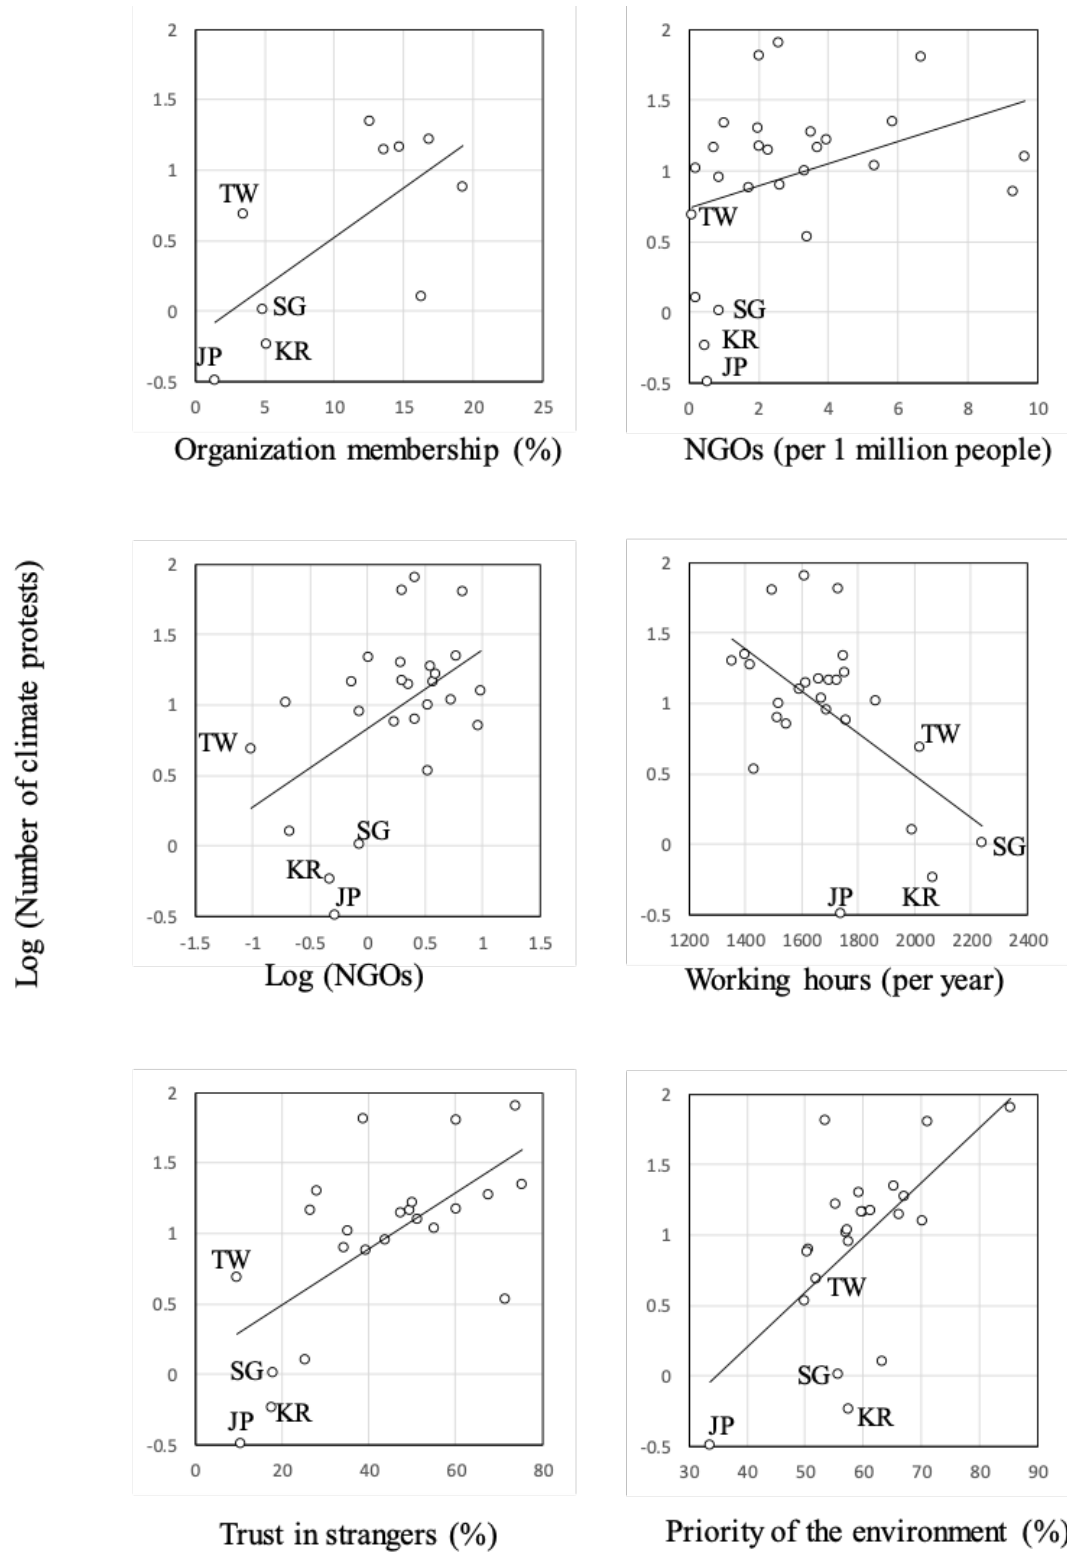 2
1.5
1
0.5
0
-0.5
0 5 10 15 20 25
TW
SG
KR
JP
Organization membership (%)
2
1.5
1
0.5
0
-0.5
0 2 4 6 8 10
TW
SG
KR
JP
NGOs (per 1 million people)
Log (Number of climate protests)
2
1.5
1
0.5
0
-0.5
-1.5 -1 -0.5 0 0.5 1 1.5
TW
SG
KR
JP
Log (NGOs)
2
1.5
1
0.5
0
-0.5
1200 1400 1600 1800 2000 2200 2400
TW
SG
JP KR
Working hours (per year)
2
1.5
1
0.5
0
-0.5
0 20 40 60 80
TW
SG
KR
JP
Trust in strangers (%)
2
1.5
1
0.5
0
-0.5
30 40 50 60 70 80 90
TW
SG
KR
JP
Priority of the environment (%)